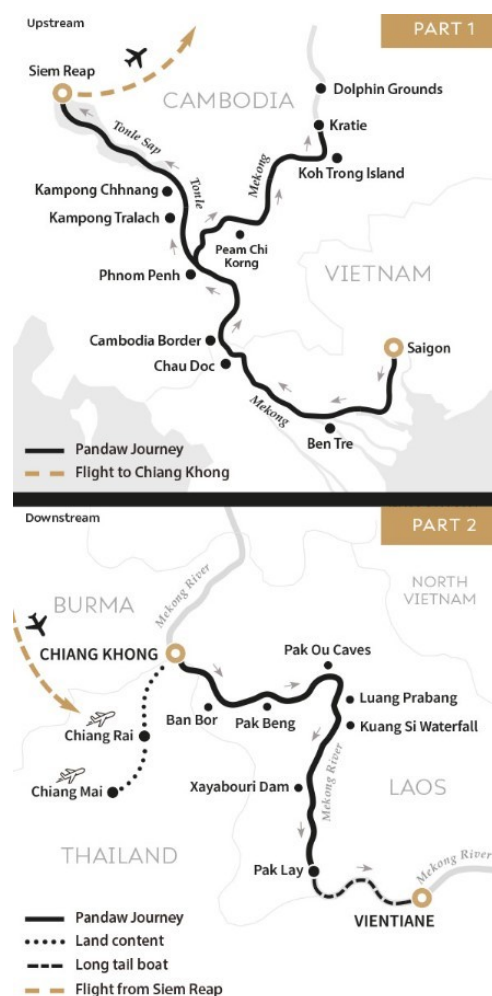 Upstream
PART 1
Siem Reap
CAMBODIA
Dolphin Grounds
Kratie
Tonle Sap
Mekong
Koh Trong Island
Kampong Chhnang
Tonle
Kampong Tralach
Peam Chi
Korng
Phnom Penh
VIETNAM
Cambodia Border
Saigon
Chau Doc
Mekong
Ben Tre
Pandaw Journey
Flight to Chiang Khong
Downstream
PART 2
Mekong River
NORTH
VIETNAM
BURMA
CHIANG KHONG
Pak Ou Caves
Luang Prabang
Ban Bor
Pak Beng
Kuang Si Waterfall
Chiang Rai
Mekong River
Xayabouri Dam
LAOS
Chiang Mai
THAILAND
Pak Lay
Mekong River
VIENTIANE
Pandaw Journey
Land content
Long tail boat
Flight from Siem Reap